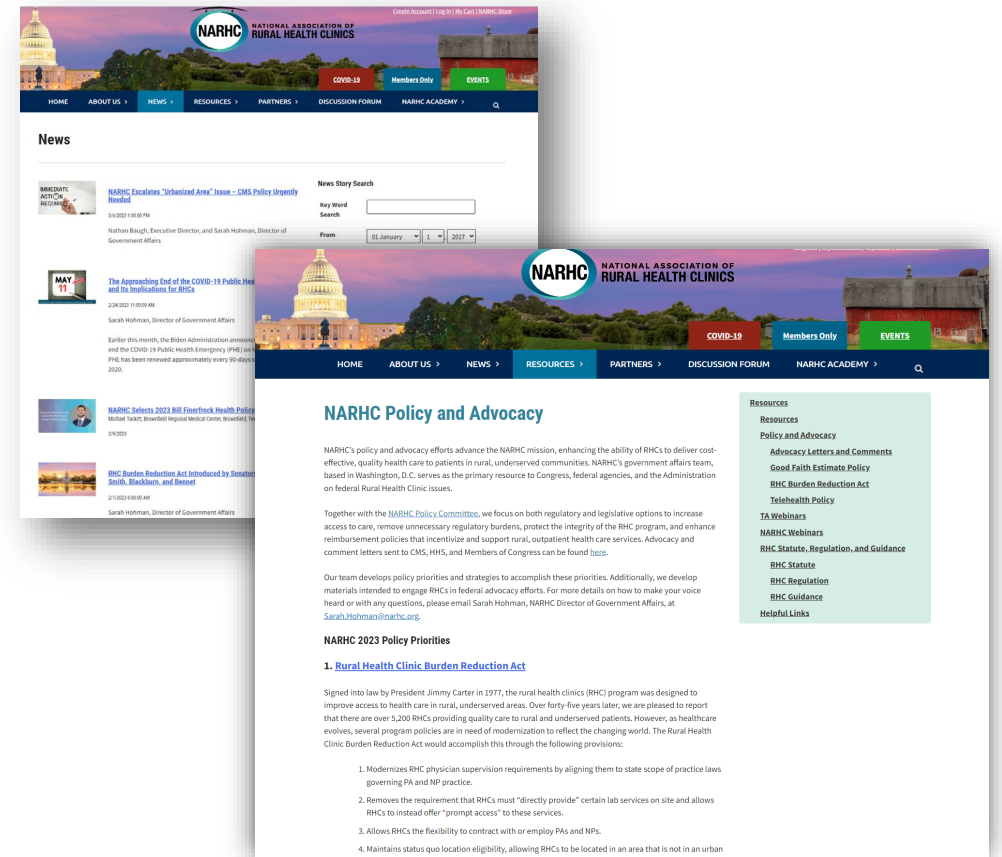 Create Account | Log In | My Cart | NARHC Store
NARHC
NATIONAL ASSOCIATION OF
RURAL HEALTH CLINICS
COVID-19
Members Only
EVENTS
HOME ABOUT US > NEWS > RESOURCES > PARTNERS > DISCUSSION FORUM NARHC ACADEMY >
News
IMMEDIATE
ACTION
REQUIRED
NARHC Escalates "Urbanized Area" Issue – CMS Policy Urgently
Needed
3/6/2023 1:00:00 PM
Nathan Baugh, Executive Director, and Sarah Hohman, Director of
Government Affairs
News Story Search
Key Word
Search
From
01 January 1 2017
MAY
11
The Approaching End of the COVID-19 Public Heal
and Its Implications for RHCs
2/24/2023 11:00:00 AM
Sarah Hohman, Director of Government Affairs
Earlier this month, the Biden Administration announc
end the COVID-19 Public Health Emergency (PHE) on
PHE has been renewed approximately every 90-days s
2020.
NARHC Selects 2023 Bill Finerfrock Health Policy
Michael Tackitt, Brownfield Regional Medical Center, Brownfield,
2/9/2023
RHC Burden Reduction Act Introduced by Senators
Smith, Blackburn, and Bennet
2/1/2023 6:00:00 AM
Sarah Hohman, Director of Government Affairs
NARHC
NATIONAL ASSOCIATION OF
RURAL HEALTH CLINICS
COVID-19
Members Only
EVENTS
HOME ABOUT US > NEWS > RESOURCES > PARTNERS > DISCUSSION FORUM NARHC ACADEMY >
NARHC Policy and Advocacy
NARHC's policy and advocacy efforts advance the NARHC mission, enhancing the ability of RHCs to deliver cost-
effective, quality health care to patients in rural, underserved communities. NARHC's government affairs team,
based in Washington, D.C. serves as the primary resource to Congress, federal agencies, and the Administration
on federal Rural Health Clinic issues.
Together with the NARHC Policy Committee, we focus on both regulatory and legislative options to increase
access to care, remove unnecessary regulatory burdens, protect the integrity of the RHC program, and enhance
reimbursement policies that incentivize and support rural, outpatient health care services. Advocacy and
comment letters sent to CMS, HHS, and Members of Congress can be found here.
Our team develops policy priorities and strategies to accomplish these priorities. Additionally, we develop
materials intended to engage RHCs in federal advocacy efforts. For more details on how to make your voice
heard or with any questions, please email Sarah Hohman, NARHC Director of Government Affairs, at
Sarah.Hohman@narhc.org.
NARHC 2023 Policy Priorities
1. Rural Health Clinic Burden Reduction Act
Signed into law by President Jimmy Carter in 1977, the rural health clinics (RHC) program was designed to
improve access to health care in rural, underserved areas. Over forty-five years later, we are pleased to report
that there are over 5,200 RHCs providing quality care to rural and underserved patients. However, as healthcare
evolves, several program policies are in need of modernization to reflect the changing world. The Rural Health
Clinic Burden Reduction Act would accomplish this through the following provisions:
1. Modernizes RHC physician supervision requirements by aligning them to state scope of practice laws
governing PA and NP practice.
2. Removes the requirement that RHCs must "directly provide" certain lab services on site and allows
RHCs to instead offer "prompt access" to these services.
3. Allows RHCs the flexibility to contract with or employ PAs and NPs.
4. Maintains status quo location eligibility, allowing RHCs to be located in an area that is not in an urban
Resources
Resources
Policy and Advocacy
Advocacy Letters and Comments
Good Faith Estimate Policy
RHC Burden Reduction Act
Telehealth Policy
TA Webinars
NARHC Webinars
RHC Statute, Regulation, and Guidance
RHC Statute
RHC Regulation
RHC Guidance
Helpful Links